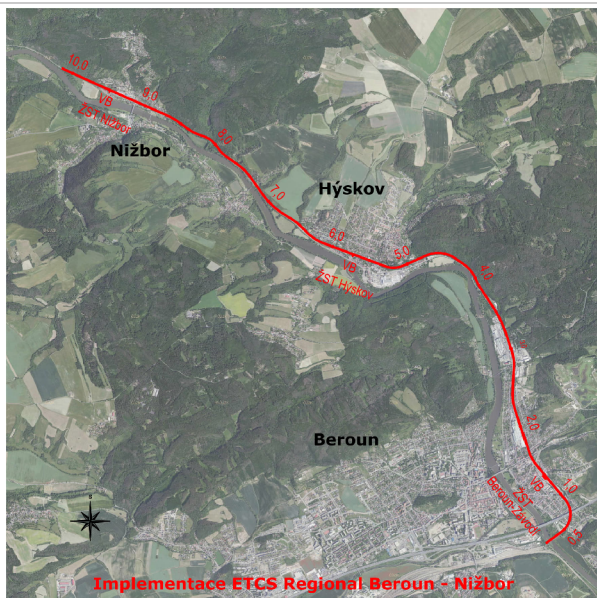 10,0
9,0
VB
ŽST Nižbor
8,0
Nižbor
7,0
Hýskov
6,0
VB
ŽST Hýskov
5,0
4,0
2,0
Beroun
1,0
VB
ŽST
Beroun-Závodí
Implementace ETCS Regional Beroun - Nižbor